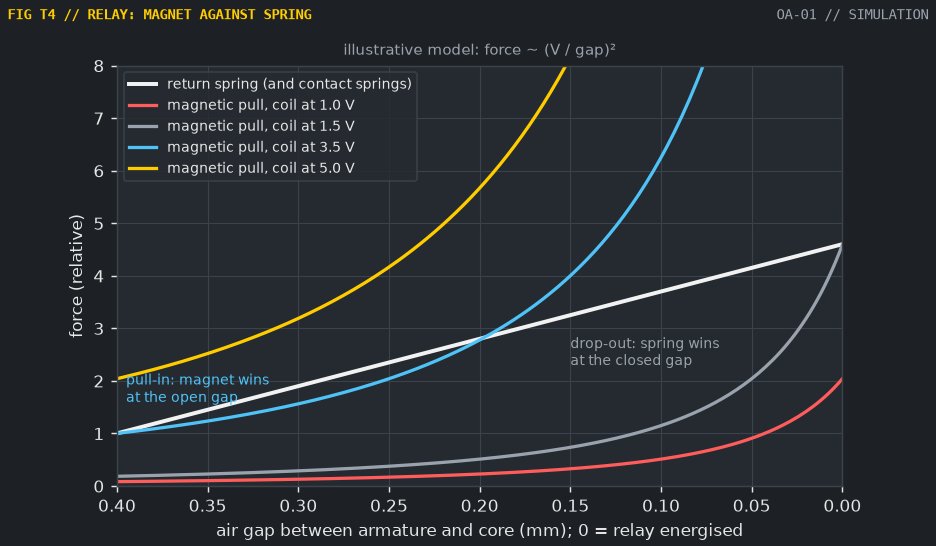 FIG T4 // RELAY: MAGNET AGAINST SPRING
OA-01 // SIMULATION
illustrative model: force ~ (V / gap)²
return spring (and contact springs)
magnetic pull, coil at 1.0 V
magnetic pull, coil at 1.5 V
magnetic pull, coil at 3.5 V
magnetic pull, coil at 5.0 V
force (relative)
8
7
6
5
4
3
2
1
0
drop-out: spring wins
at the closed gap
pull-in: magnet wins
at the open gap
0.40
0.35
0.30
0.25
0.20
0.15
0.10
0.05
0.00
air gap between armature and core (mm); 0 = relay energised